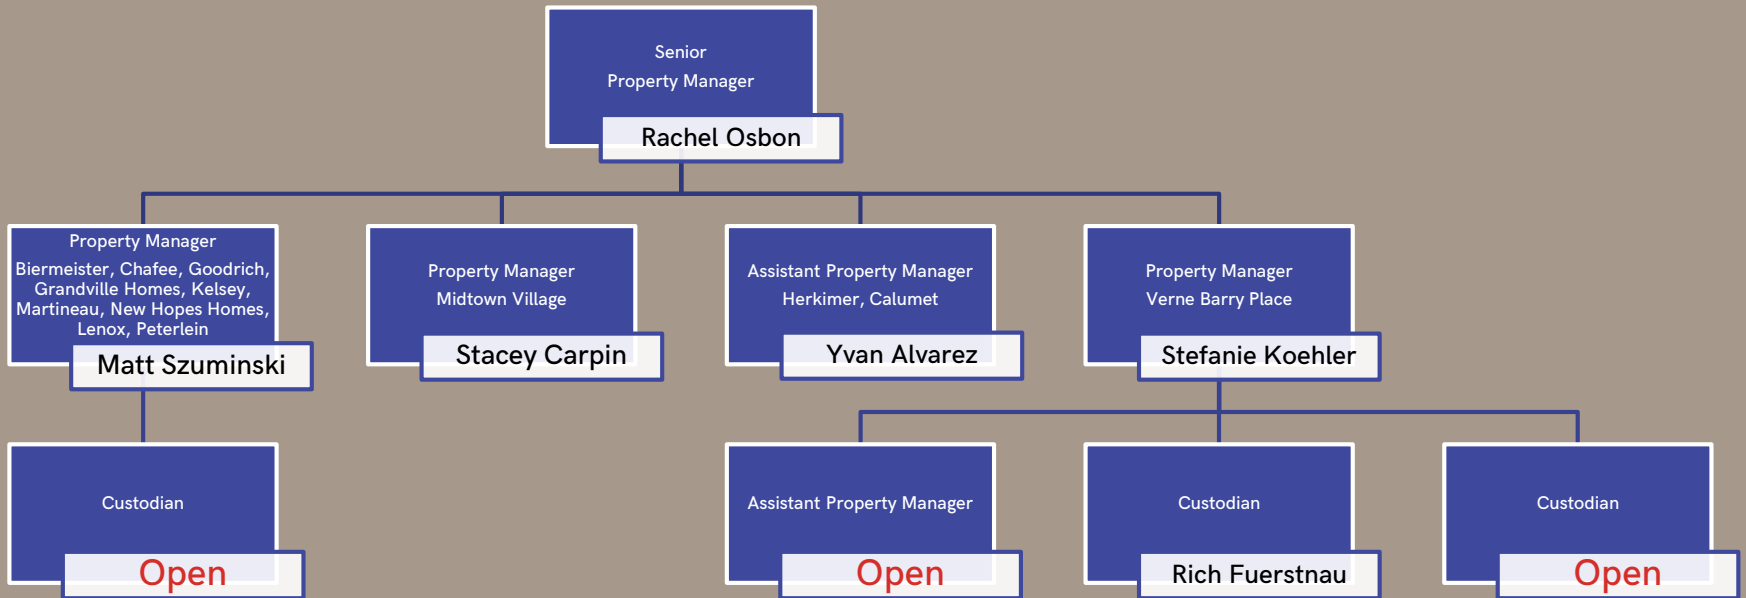 Senior
Property Manager
Rachel Osbon
Property Manager
Biermeister, Chafee, Goodrich,
Grandville Homes, Kelsey,
Martineau, New Hopes Homes,
Lenox, Peterlein
Matt Szuminski
Property Manager
Midtown Village
Stacey Carpin
Assistant Property Manager
Herkimer, Calumet
Yvan Alvarez
Property Manager
Verne Barry Place
Stefanie Koehler
Custodian
Open
Assistant Property Manager
Open
Custodian
Rich Fuerstnau
Custodian
Open